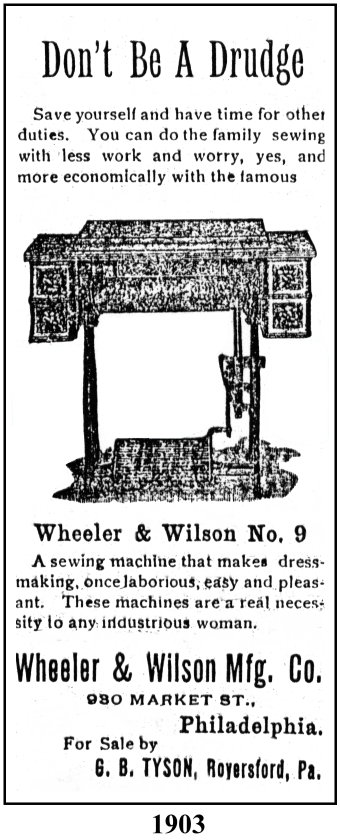 Don't Be A Drudge
Save yourself and have time for other
duties. You can do the family sewing
with less work and worry, yes, and
more economically with the famous
Wheeler & Wilson No. 9
A sewing machine that makes dress-
making, once laborious, easy and pleas-
ant. These machines are a real neces-
sity to any industrious woman.
Wheeler & Wilson Mfg. Co.
930 MARKET ST.,
Philadelphia.
For Sale by
G. B. TYSON, Royersford, Pa.
1903